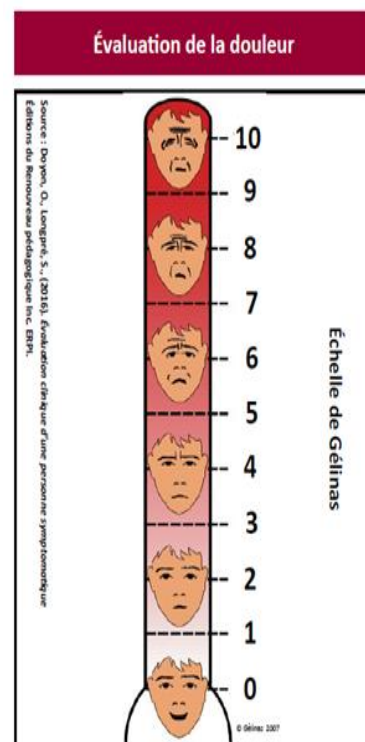 Évaluation de la douleur
10
9
8
7
6
5
4
3
2
1
0
Échelle de Gélinas
© Gélinas 2007
Source : Doyon, O., Longpré, S., (2016). Évaluation clinique d'une personne symptomatique
Éditions du Renouveau pédagogique Inc. ERPI.